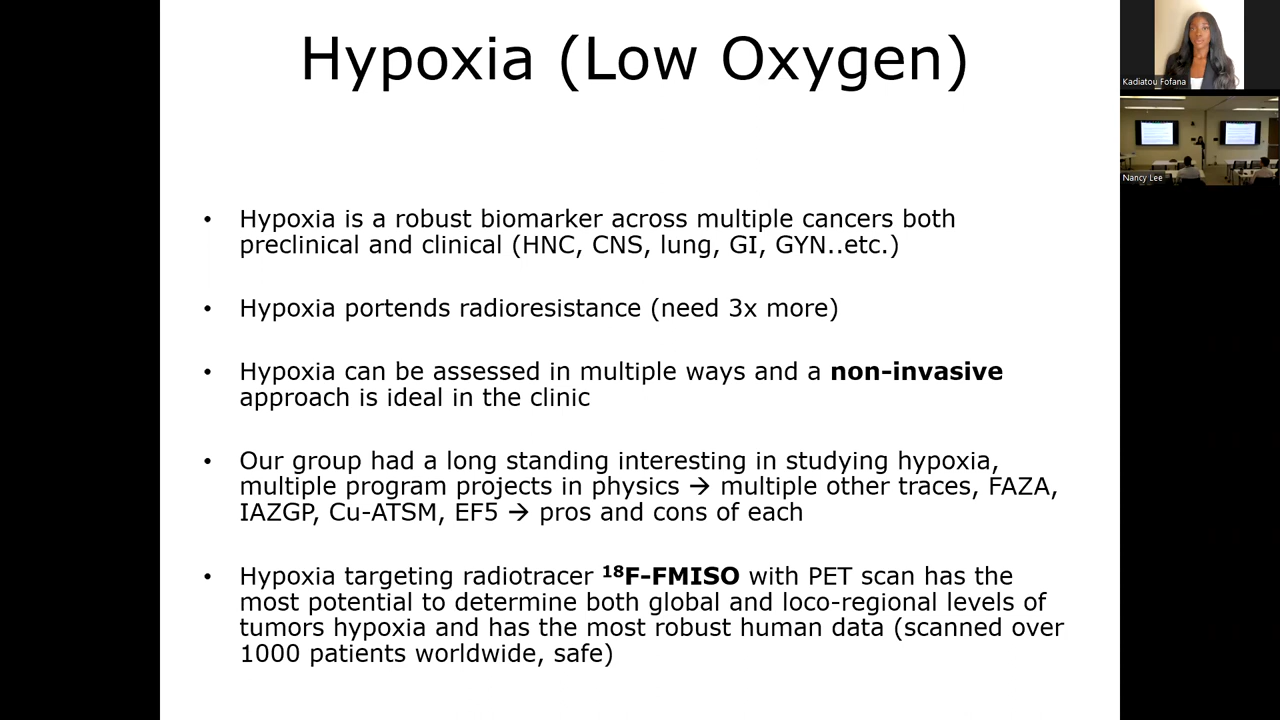 Hypoxia (Low Oxygen)
• Hypoxia is a robust biomarker across multiple cancers both
preclinical and clinical (HNC, CNS, lung, GI, GYN..etc.)
• Hypoxia portends radioresistance (need 3x more)
• Hypoxia can be assessed in multiple ways and a non-invasive
approach is ideal in the clinic
• Our group had a long standing interesting in studying hypoxia,
multiple program projects in physics → multiple other traces, FAZA,
IAZGP, Cu-ATSM, EF5 → pros and cons of each
• Hypoxia targeting radiotracer ¹⁸F-FMISO with PET scan has the
most potential to determine both global and loco-regional levels of
tumors hypoxia and has the most robust human data (scanned over
1000 patients worldwide, safe)
Kadiatou Fofana
Nancy Lee